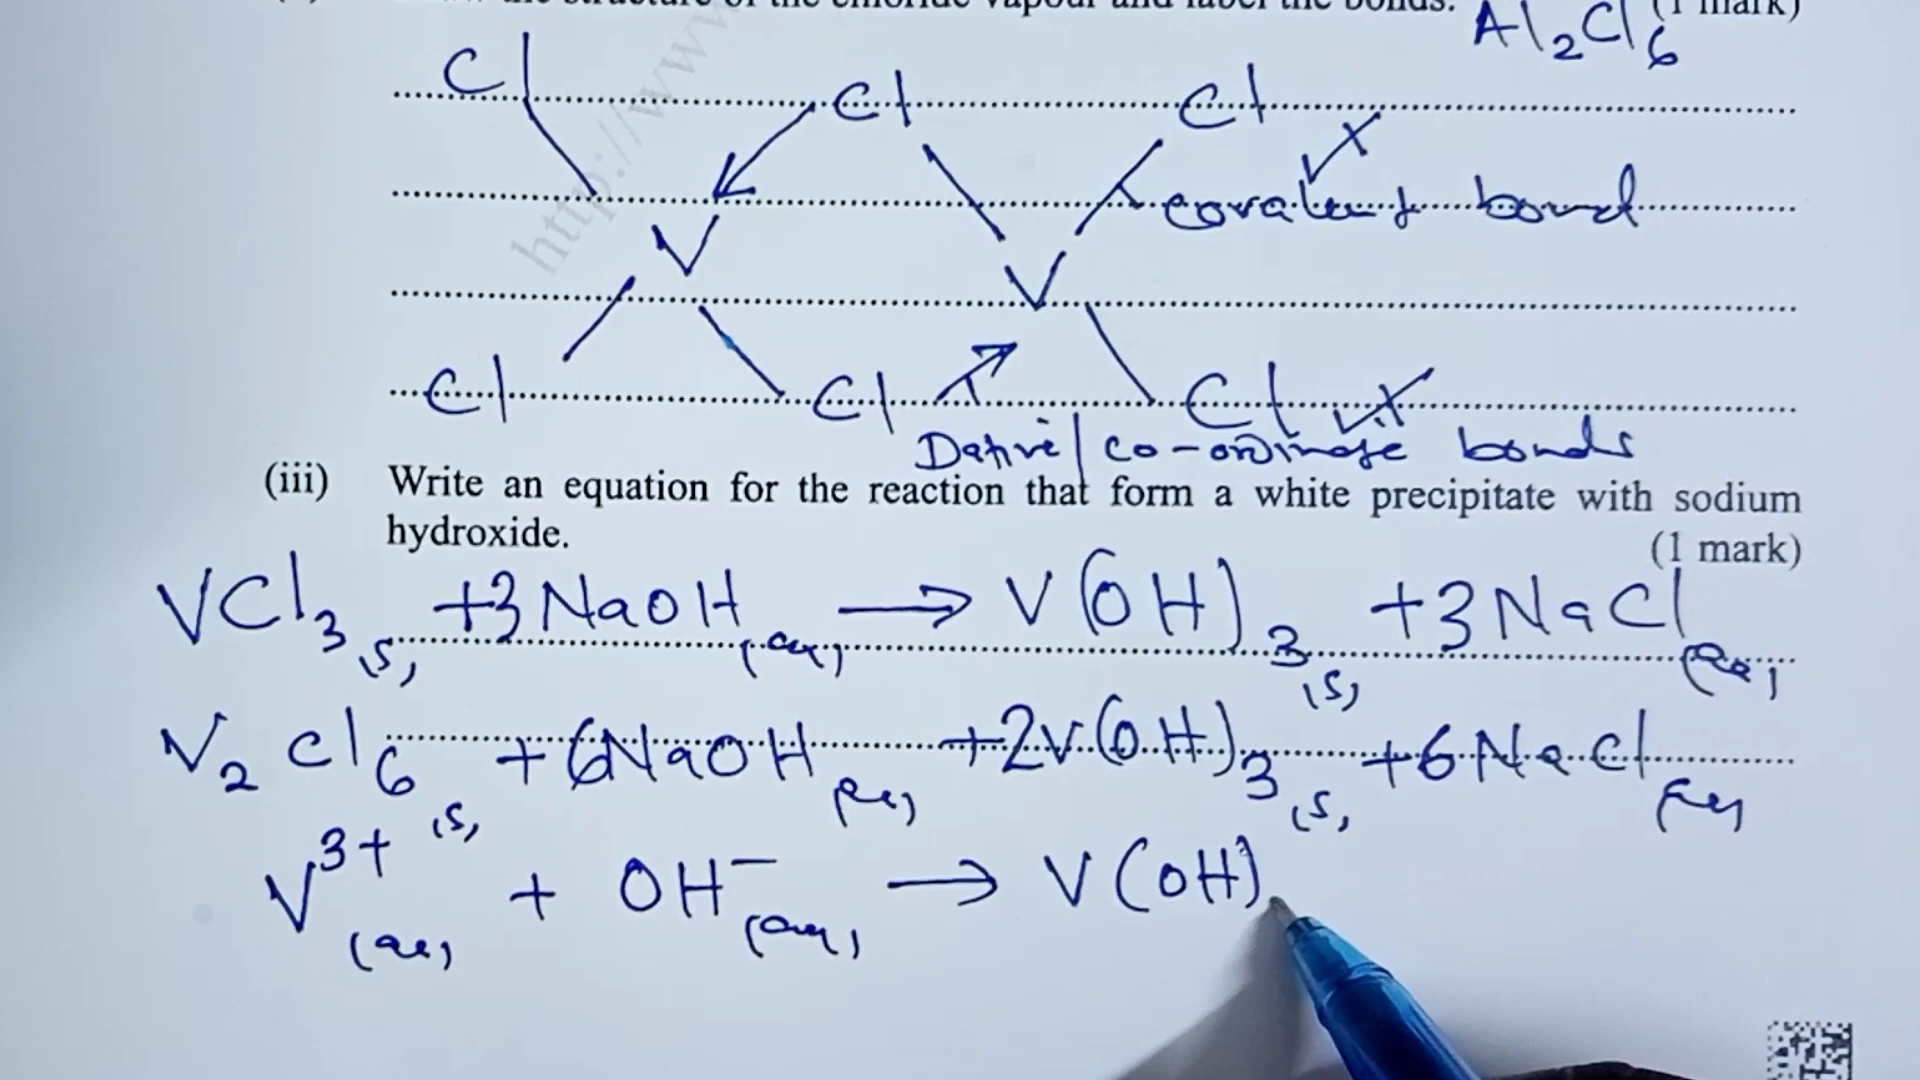 the structure of the chloride vapour and label the bonds. (1 mark)
Al2Cl6
http://www
Cl Cl Cl
covalent bond
V V
Cl Cl Cl
Dative/co-ordinate bonds
(iii) Write an equation for the reaction that form a white precipitate with sodium
hydroxide.
(1 mark)
VCl3(s) +3NaOH(aq) → V(OH)3(s) +3NaCl(aq)
V2Cl6(s) +6NaOH(aq) +2V(OH)3(s) +6NaCl(aq)
V3+(aq) + OH−(aq) → V(OH)